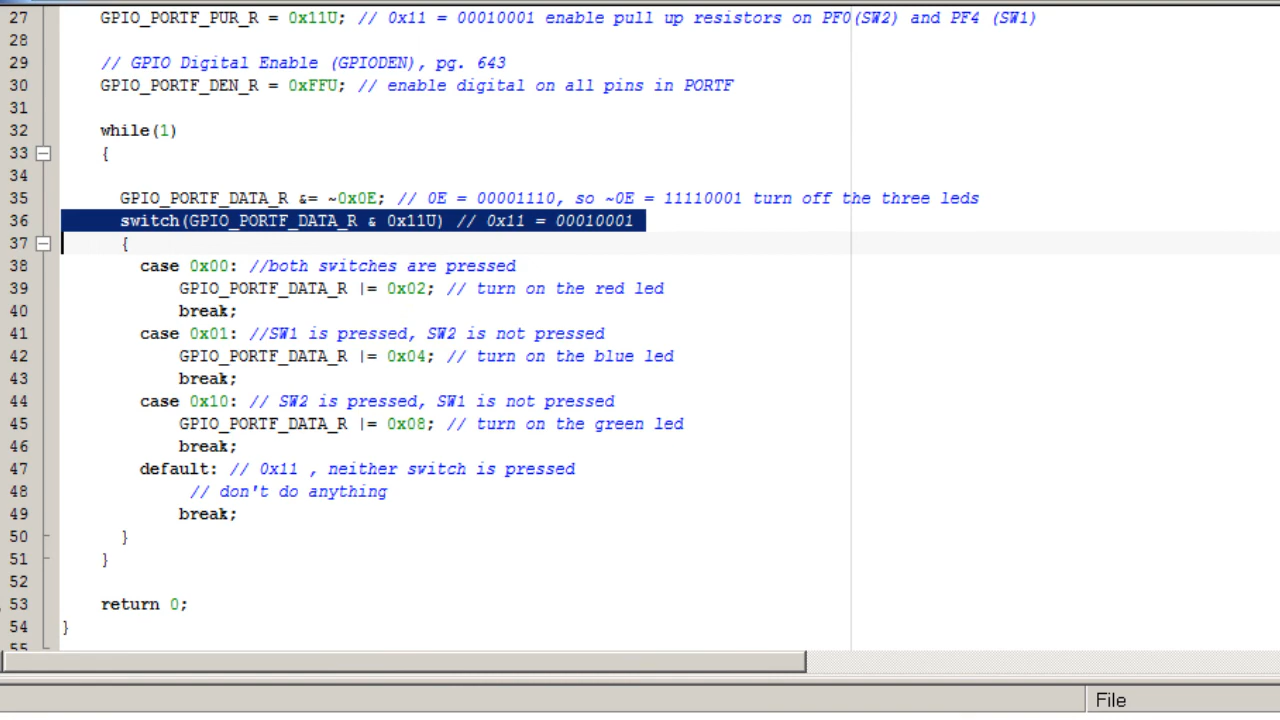 27 GPIO_PORTF_PUR_R = 0x11U; // 0x11 = 00010001 enable pull up resistors on PF0(SW2) and PF4 (SW1)
28
29 // GPIO Digital Enable (GPIODEN), pg. 643
30 GPIO_PORTF_DEN_R = 0xFFU; // enable digital on all pins in PORTF
31
32 while(1)
33 {
34
35 GPIO_PORTF_DATA_R &= ~0x0E; // 0E = 00001110, so ~0E = 11110001 turn off the three leds
36 switch(GPIO_PORTF_DATA_R & 0x11U) // 0x11 = 00010001
37 {
38 case 0x00: //both switches are pressed
39 GPIO_PORTF_DATA_R |= 0x02; // turn on the red led
40 break;
41 case 0x01: //SW1 is pressed, SW2 is not pressed
42 GPIO_PORTF_DATA_R |= 0x04; // turn on the blue led
43 break;
44 case 0x10: // SW2 is pressed, SW1 is not pressed
45 GPIO_PORTF_DATA_R |= 0x08; // turn on the green led
46 break;
47 default: // 0x11 , neither switch is pressed
48 // don't do anything
49 break;
50 }
51 }
52
53 return 0;
54 }
55
File